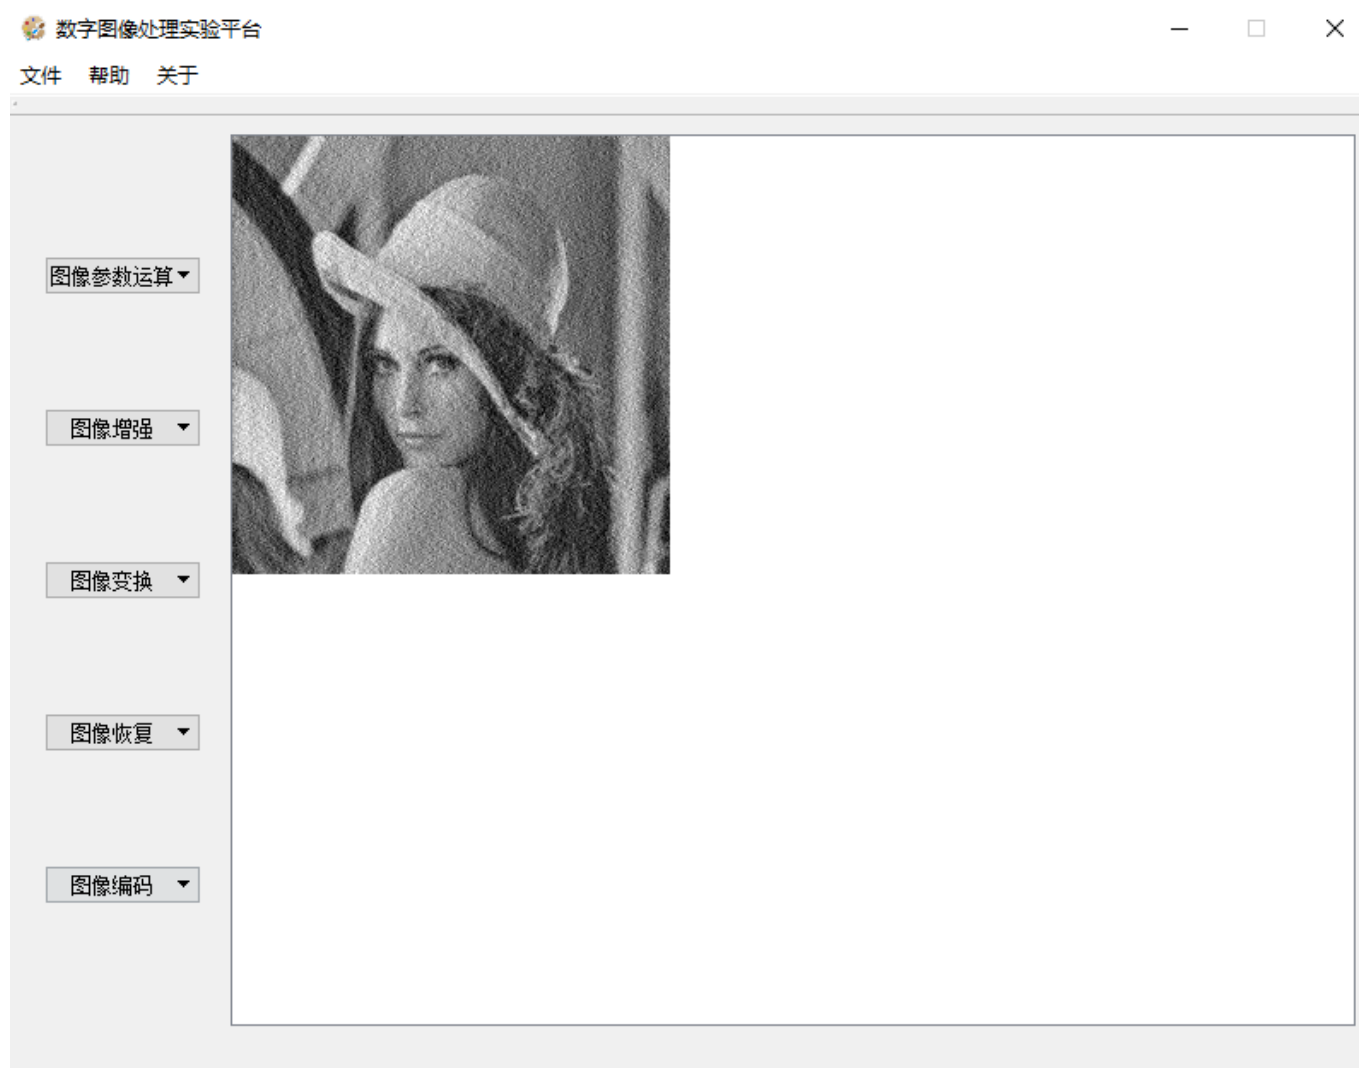 数字图像处理实验平台
文件 帮助 关于
图像参数运算
图像增强
图像变换
图像恢复
图像编码